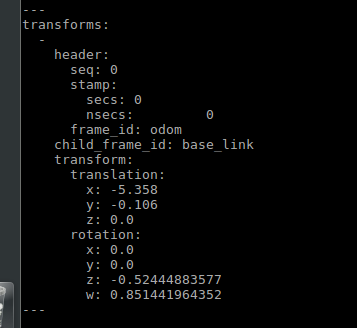 ---
transforms:
  -
    header:
      seq: 0
      stamp:
        secs: 0
        nsecs:         0
      frame_id: odom
    child_frame_id: base_link
    transform:
      translation:
        x: -5.358
        y: -0.106
        z: 0.0
      rotation:
        x: 0.0
        y: 0.0
        z: -0.52444883577
        w: 0.851441964352
---